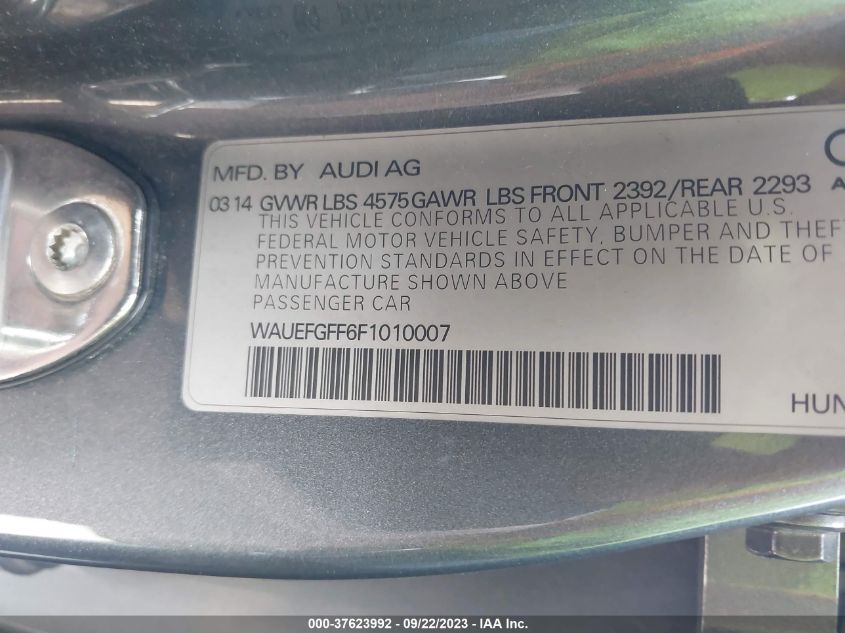 MFD. BY AUDI AG
03 14 GVWR LBS 4575 GAWR LBS FRONT 2392/REAR 2293
THIS VEHICLE CONFORMS TO ALL APPLICABLE U.S.
FEDERAL MOTOR VEHICLE SAFETY, BUMPER AND THEFT
PREVENTION STANDARDS IN EFFECT ON THE DATE OF
MANUFACTURE SHOWN ABOVE
PASSENGER CAR
WAUEFGFF6F1010007
000-37623992 - 09/22/2023 - IAA Inc.